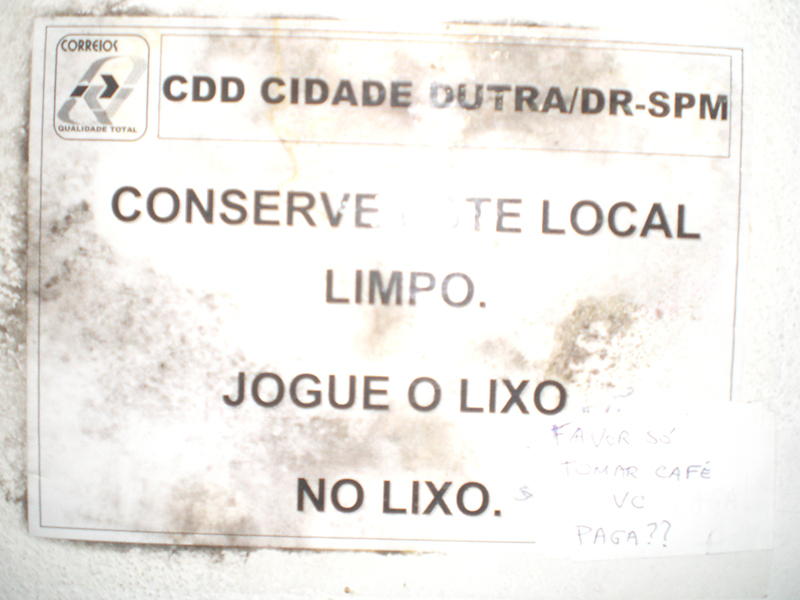 CORREIOS
QUALIDADE TOTAL
CDD CIDADE DUTRA/DR-SPM
CONSERVE ESTE LOCAL
LIMPO.
JOGUE O LIXO
NO LIXO.
FAVOR SÓ
TOMAR CAFÉ
VC
PAGA??